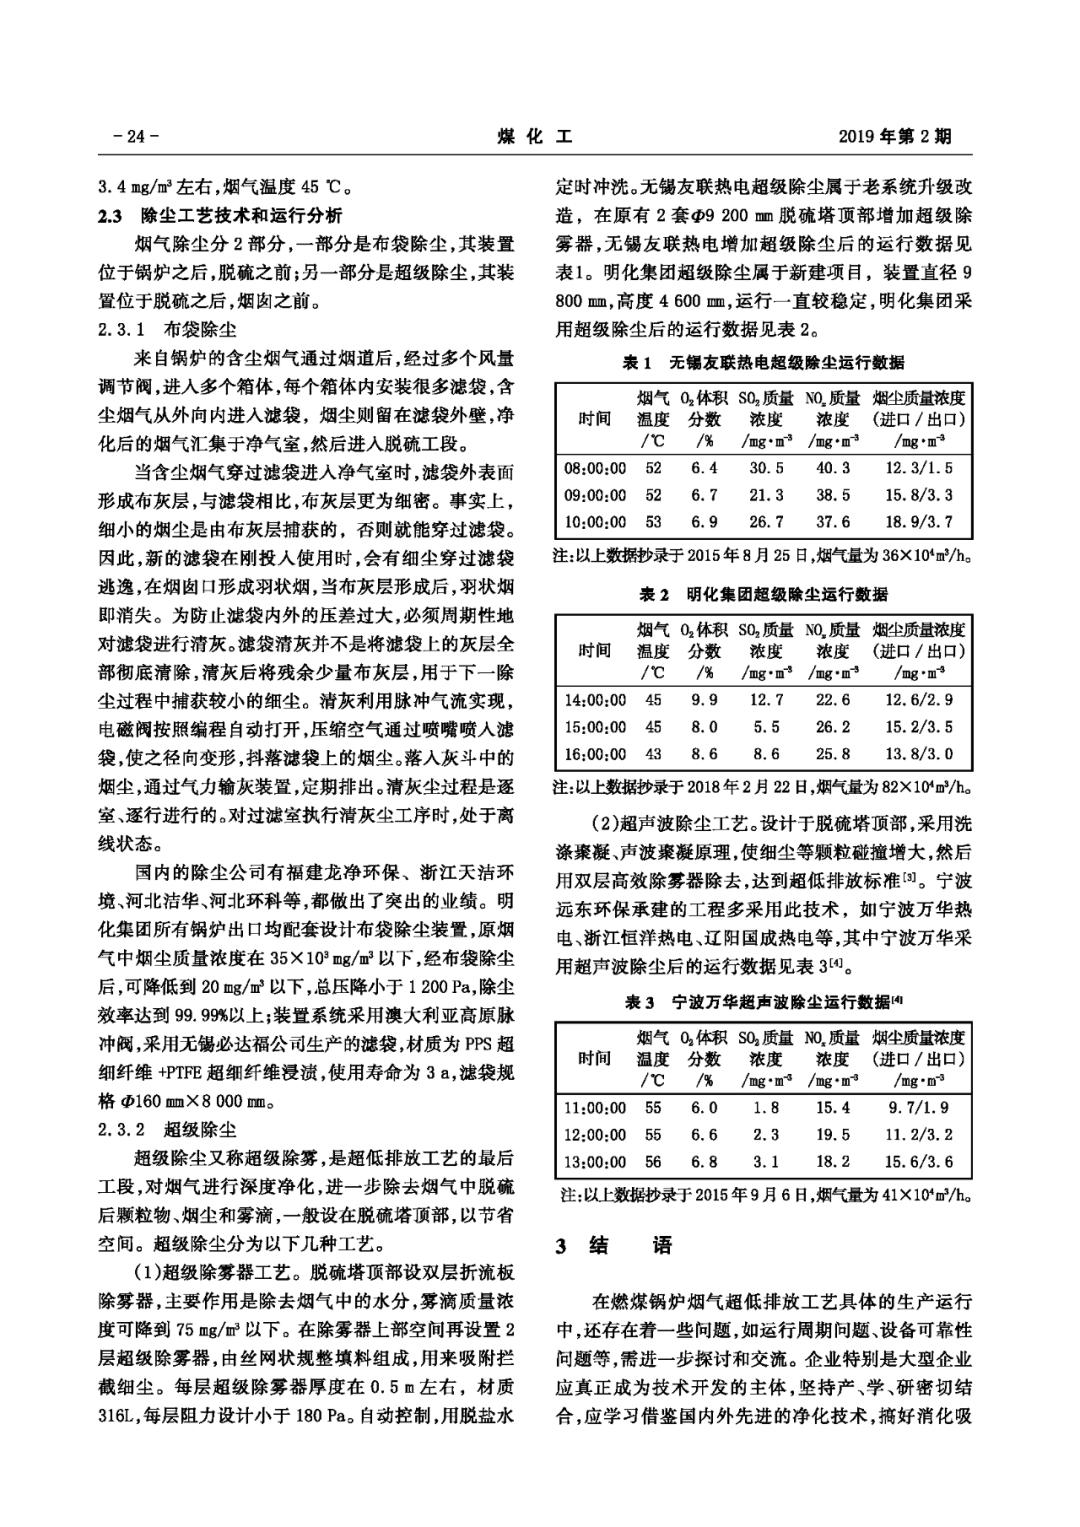 - 24 -
煤 化 工
2019 年第 2 期
3. 4 mg/m³ 左右,烟气温度 45 ℃。
2.3 除尘工艺技术和运行分析
烟气除尘分 2 部分,一部分是布袋除尘,其装置
位于锅炉之后,脱硫之前;另一部分是超级除尘,其装
置位于脱硫之后,烟囱之前。
2. 3. 1 布袋除尘
来自锅炉的含尘烟气通过烟道后,经过多个风量
调节阀,进入多个箱体,每个箱体内安装很多滤袋,含
尘烟气从外向内进入滤袋，烟尘则留在滤袋外壁,净
化后的烟气汇集于净气室,然后进入脱硫工段。
当含尘烟气穿过滤袋进入净气室时,滤袋外表面
形成布灰层,与滤袋相比,布灰层更为细密。事实上，
细小的烟尘是由布灰层捕获的，否则就能穿过滤袋。
因此,新的滤袋在刚投入使用时,会有细尘穿过滤袋
逃逸,在烟囱口形成羽状烟,当布灰层形成后,羽状烟
即消失。为防止滤袋内外的压差过大,必须周期性地
对滤袋进行清灰。滤袋清灰并不是将滤袋上的灰层全
部彻底清除,清灰后将残余少量布灰层,用于下一除
尘过程中捕获较小的细尘。清灰利用脉冲气流实现，
电磁阀按照编程自动打开,压缩空气通过喷嘴喷入滤
袋,使之径向变形,抖落滤袋上的烟尘。落入灰斗中的
烟尘,通过气力输灰装置,定期排出。清灰尘过程是逐
室、逐行进行的。对过滤室执行清灰尘工序时,处于离
线状态。
国内的除尘公司有福建龙净环保、浙江天洁环
境、河北洁华、河北环科等,都做出了突出的业绩。明
化集团所有锅炉出口均配套设计布袋除尘装置,原烟
气中烟尘质量浓度在 35×10³ mg/m³ 以下,经布袋除尘
后,可降低到 20 mg/m³ 以下,总压降小于 1 200 Pa,除尘
效率达到 99. 99%以上;装置系统采用澳大利亚高原脉
冲阀,采用无锡必达福公司生产的滤袋,材质为 PPS 超
细纤维 +PTFE 超细纤维浸渍,使用寿命为 3 a,滤袋规
格 Φ160 mm×8 000 mm。
2. 3. 2 超级除尘
超级除尘又称超级除雾,是超低排放工艺的最后
工段,对烟气进行深度净化,进一步除去烟气中脱硫
后颗粒物、烟尘和雾滴,一般设在脱硫塔顶部,以节省
空间。超级除尘分为以下几种工艺。
(1)超级除雾器工艺。脱硫塔顶部设双层折流板
除雾器,主要作用是除去烟气中的水分,雾滴质量浓
度可降到 75 mg/m³ 以下。在除雾器上部空间再设置 2
层超级除雾器,由丝网状规整填料组成,用来吸附拦
截细尘。每层超级除雾器厚度在 0. 5 m 左右，材质
316L,每层阻力设计小于 180 Pa。自动控制,用脱盐水
定时冲洗。无锡友联热电超级除尘属于老系统升级改
造，在原有 2 套Φ9 200 mm 脱硫塔顶部增加超级除
雾器,无锡友联热电增加超级除尘后的运行数据见
表1。明化集团超级除尘属于新建项目，装置直径 9
800 mm,高度 4 600 mm,运行一直较稳定,明化集团采
用超级除尘后的运行数据见表 2。
表 1 无锡友联热电超级除尘运行数据
烟气 O₂体积 SO₂质量 NOₓ质量 烟尘质量浓度
时间 温度 分数 浓度 浓度 (进口 / 出口)
/℃ /% /mg·m⁻³ /mg·m⁻³ /mg·m⁻³
08:00:00 52 6. 4 30. 5 40. 3 12. 3/1. 5
09:00:00 52 6. 7 21. 3 38. 5 15. 8/3. 3
10:00:00 53 6. 9 26. 7 37. 6 18. 9/3. 7
注:以上数据抄录于 2015 年 8 月 25 日,烟气量为 36×10⁴m³/h。
表 2 明化集团超级除尘运行数据
烟气 O₂体积 SO₂质量 NOₓ质量 烟尘质量浓度
时间 温度 分数 浓度 浓度 (进口 / 出口)
/℃ /% /mg·m⁻³ /mg·m⁻³ /mg·m⁻³
14:00:00 45 9. 9 12. 7 22. 6 12. 6/2. 9
15:00:00 45 8. 0 5. 5 26. 2 15. 2/3. 5
16:00:00 43 8. 6 8. 6 25. 8 13. 8/3. 0
注:以上数据抄录于 2018 年 2 月 22 日,烟气量为 82×10⁴m³/h。
(2)超声波除尘工艺。设计于脱硫塔顶部,采用洗
涤聚凝、声波聚凝原理,使细尘等颗粒碰撞增大,然后
用双层高效除雾器除去,达到超低排放标准[3]。宁波
远东环保承建的工程多采用此技术，如宁波万华热
电、浙江恒洋热电、辽阳国成热电等,其中宁波万华采
用超声波除尘后的运行数据见表 3[4]。
表 3 宁波万华超声波除尘运行数据[4]
烟气 O₂体积 SO₂质量 NOₓ质量 烟尘质量浓度
时间 温度 分数 浓度 浓度 (进口 / 出口)
/℃ /% /mg·m⁻³ /mg·m⁻³ /mg·m⁻³
11:00:00 55 6. 0 1. 8 15. 4 9. 7/1. 9
12:00:00 55 6. 6 2. 3 19. 5 11. 2/3. 2
13:00:00 56 6. 8 3. 1 18. 2 15. 6/3. 6
注:以上数据抄录于 2015 年 9 月 6 日,烟气量为 41×10⁴m³/h。
3 结 语
在燃煤锅炉烟气超低排放工艺具体的生产运行
中,还存在着一些问题,如运行周期问题、设备可靠性
问题等,需进一步探讨和交流。企业特别是大型企业
应真正成为技术开发的主体,坚持产、学、研密切结
合,应学习借鉴国内外先进的净化技术,搞好消化吸